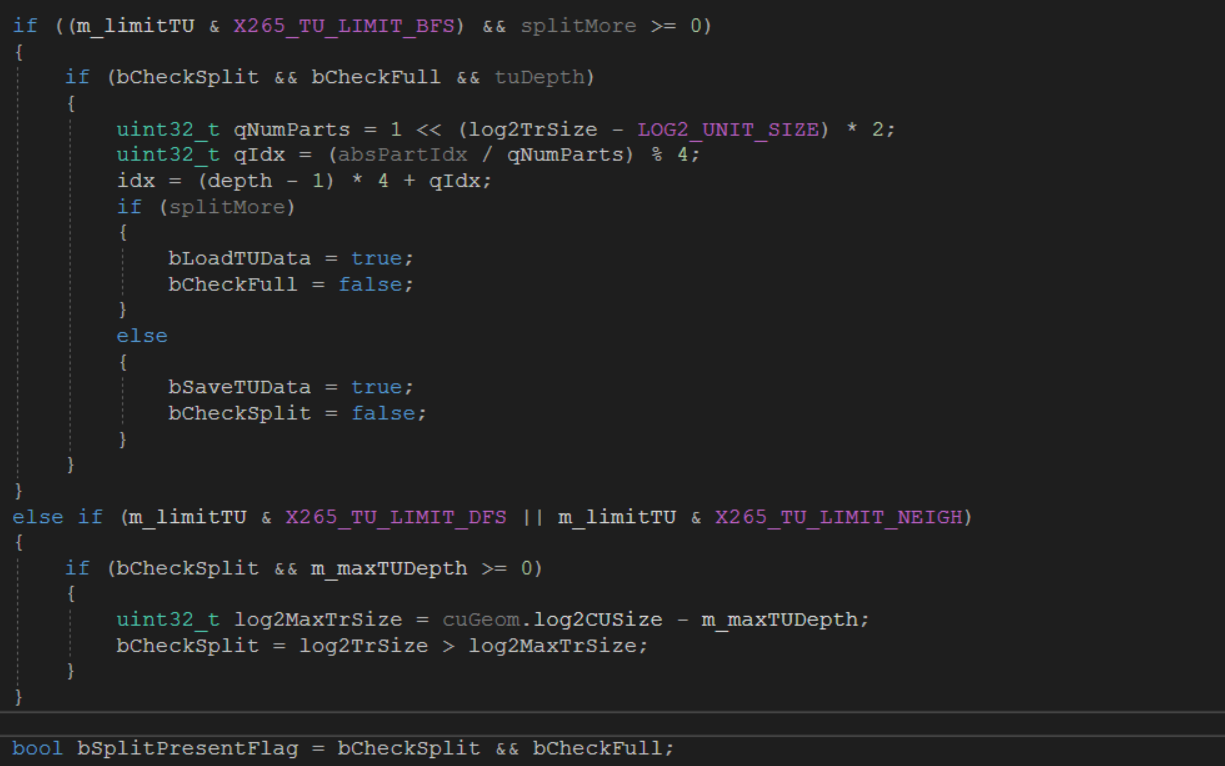 if ((m_limitTU & X265_TU_LIMIT_BFS) && splitMore >= 0)
{
    if (bCheckSplit && bCheckFull && tuDepth)
    {
        uint32_t qNumParts = 1 << (log2TrSize - LOG2_UNIT_SIZE) * 2;
        uint32_t qIdx = (absPartIdx / qNumParts) % 4;
        idx = (depth - 1) * 4 + qIdx;
        if (splitMore)
        {
            bLoadTUData = true;
            bCheckFull = false;
        }
        else
        {
            bSaveTUData = true;
            bCheckSplit = false;
        }
    }
}
else if (m_limitTU & X265_TU_LIMIT_DFS || m_limitTU & X265_TU_LIMIT_NEIGH)
{
    if (bCheckSplit && m_maxTUDepth >= 0)
    {
        uint32_t log2MaxTrSize = cuGeom.log2CUSize - m_maxTUDepth;
        bCheckSplit = log2TrSize > log2MaxTrSize;
    }
}
bool bSplitPresentFlag = bCheckSplit && bCheckFull;